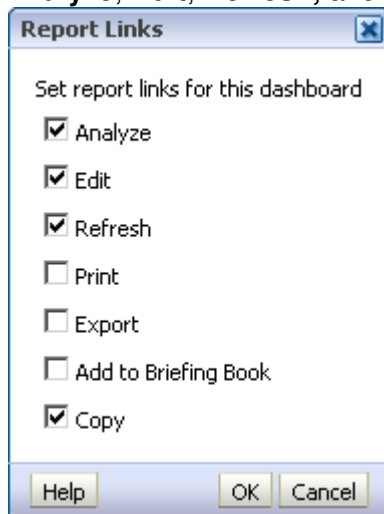 Report Links
Set report links for this dashboard
Analyze
Edit
Refresh
Print
Export
Add to Briefing Book
Copy
Help OK Cancel